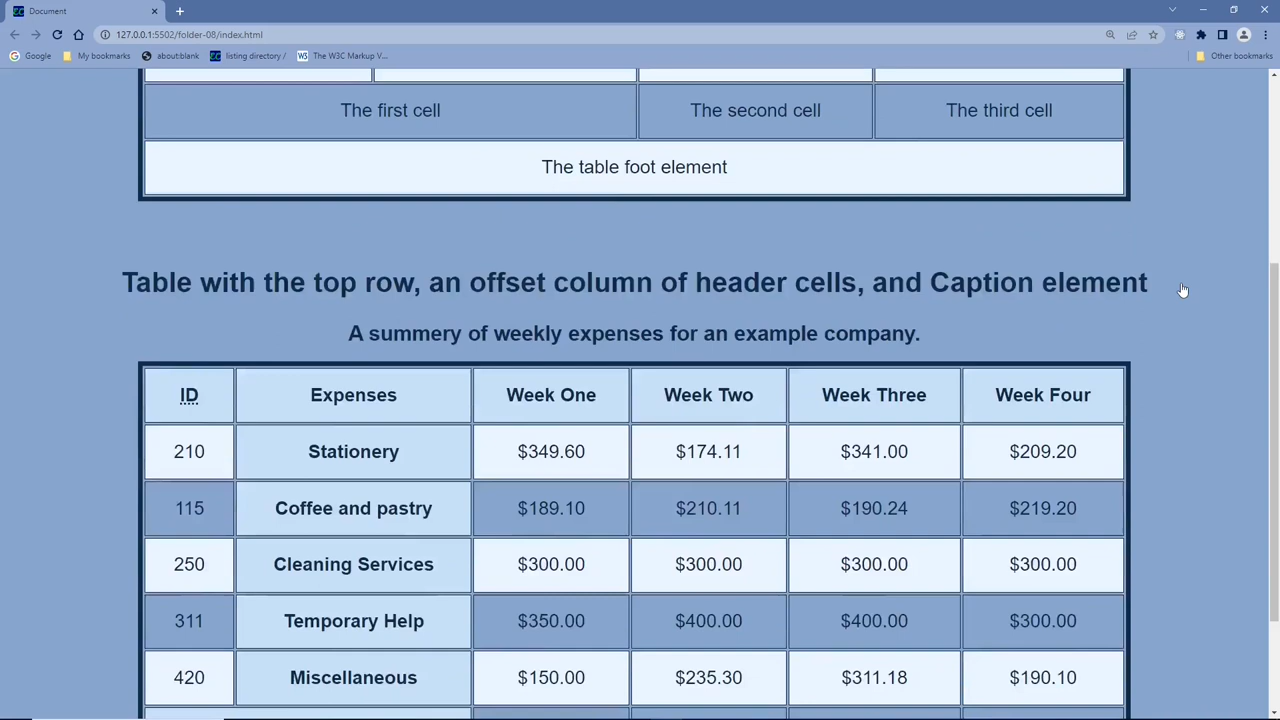 Document
127.0.0.1:5502/folder-08/index.html
Google My bookmarks about:blank listing directory / The W3C Markup V... Other bookmarks
The first cell The second cell The third cell
The table foot element
Table with the top row, an offset column of header cells, and Caption element
A summery of weekly expenses for an example company.
ID Expenses Week One Week Two Week Three Week Four
210 Stationery $349.60 $174.11 $341.00 $209.20
115 Coffee and pastry $189.10 $210.11 $190.24 $219.20
250 Cleaning Services $300.00 $300.00 $300.00 $300.00
311 Temporary Help $350.00 $400.00 $400.00 $300.00
420 Miscellaneous $150.00 $235.30 $311.18 $190.10